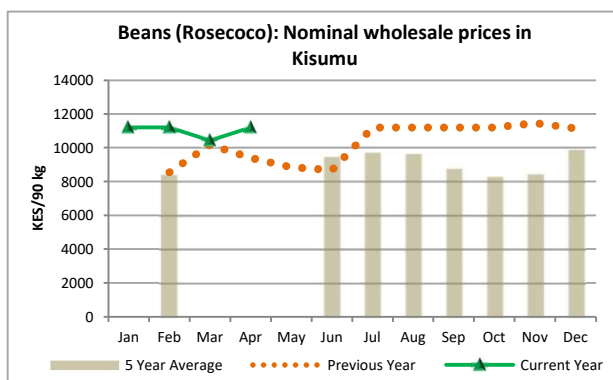 Beans (Rosecoco): Nominal wholesale prices in
Kisumu
14000
12000
10000
8000
6000
4000
2000
0
KES/90 kg
Jan Feb Mar Apr May Jun Jul Aug Sep Oct Nov Dec
5 Year Average Previous Year Current Year